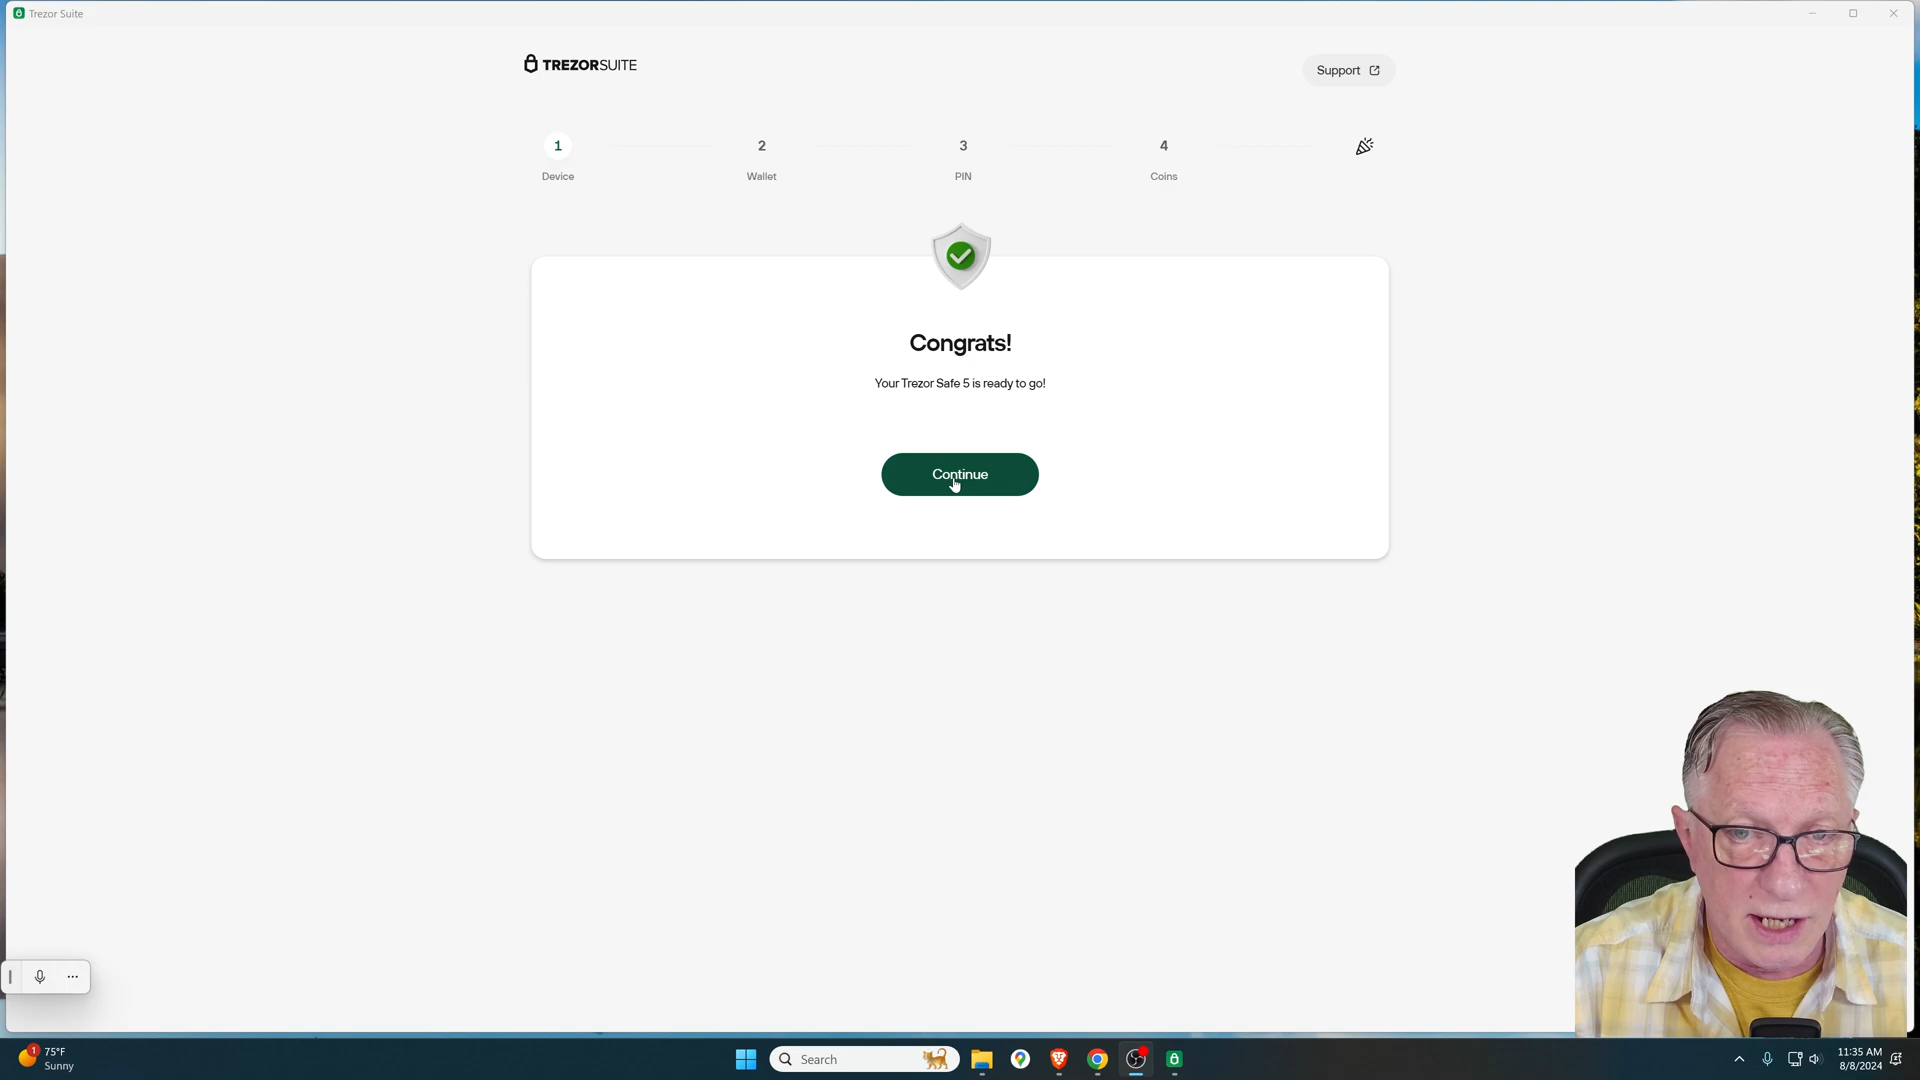 Trezor Suite
TREZORSUITE
Support
1
2
3
4
Device
Wallet
PIN
Coins
Congrats!
Your Trezor Safe 5 is ready to go!
Continue
1
75°F
Sunny
Search
11:35 AM
8/8/2024